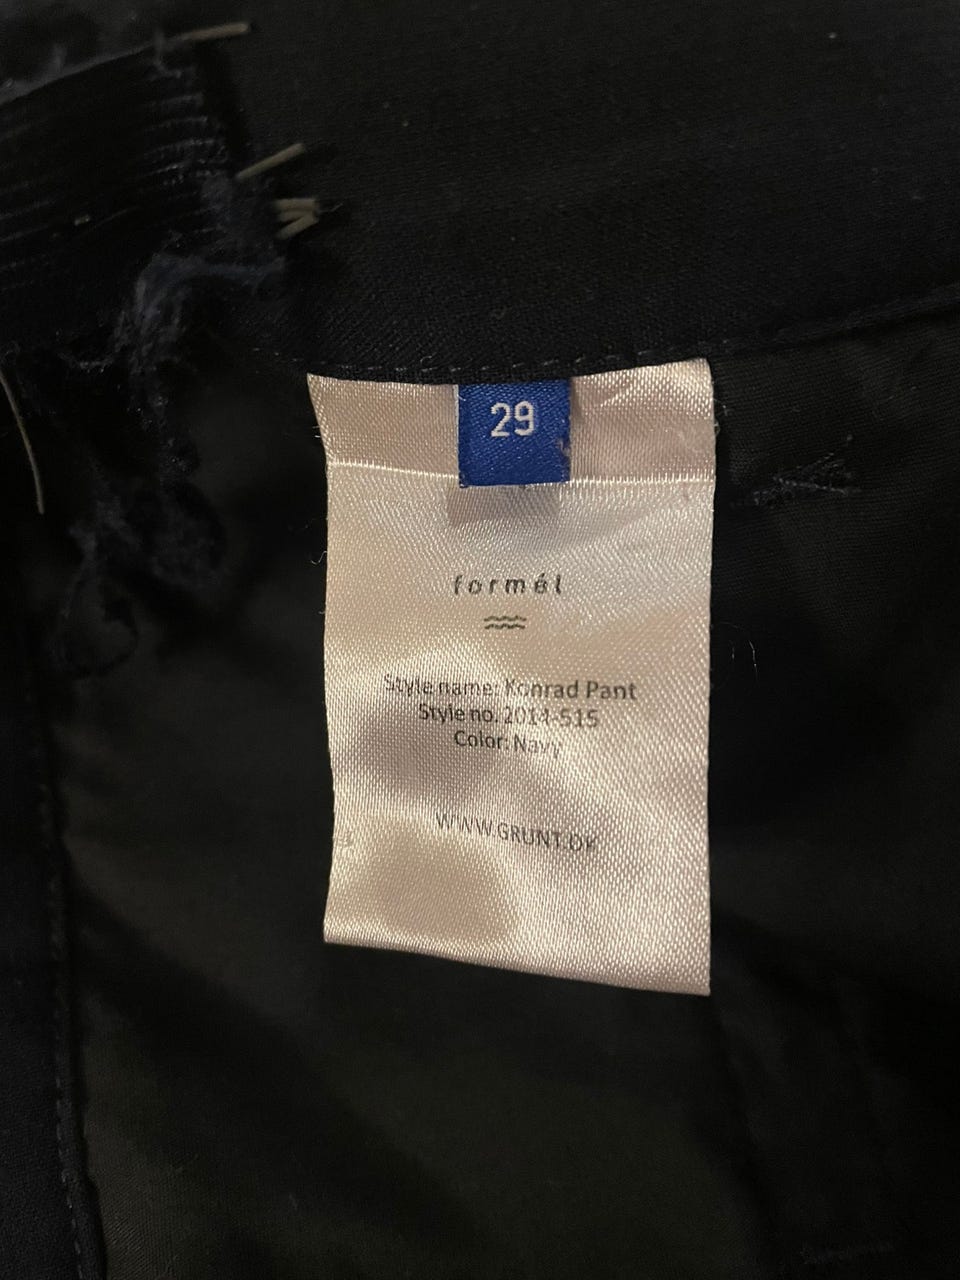 29
formél
Style name: Konrad Pant
Style no. 2014-515
Color: Navy
WWW.GRUNT.DK